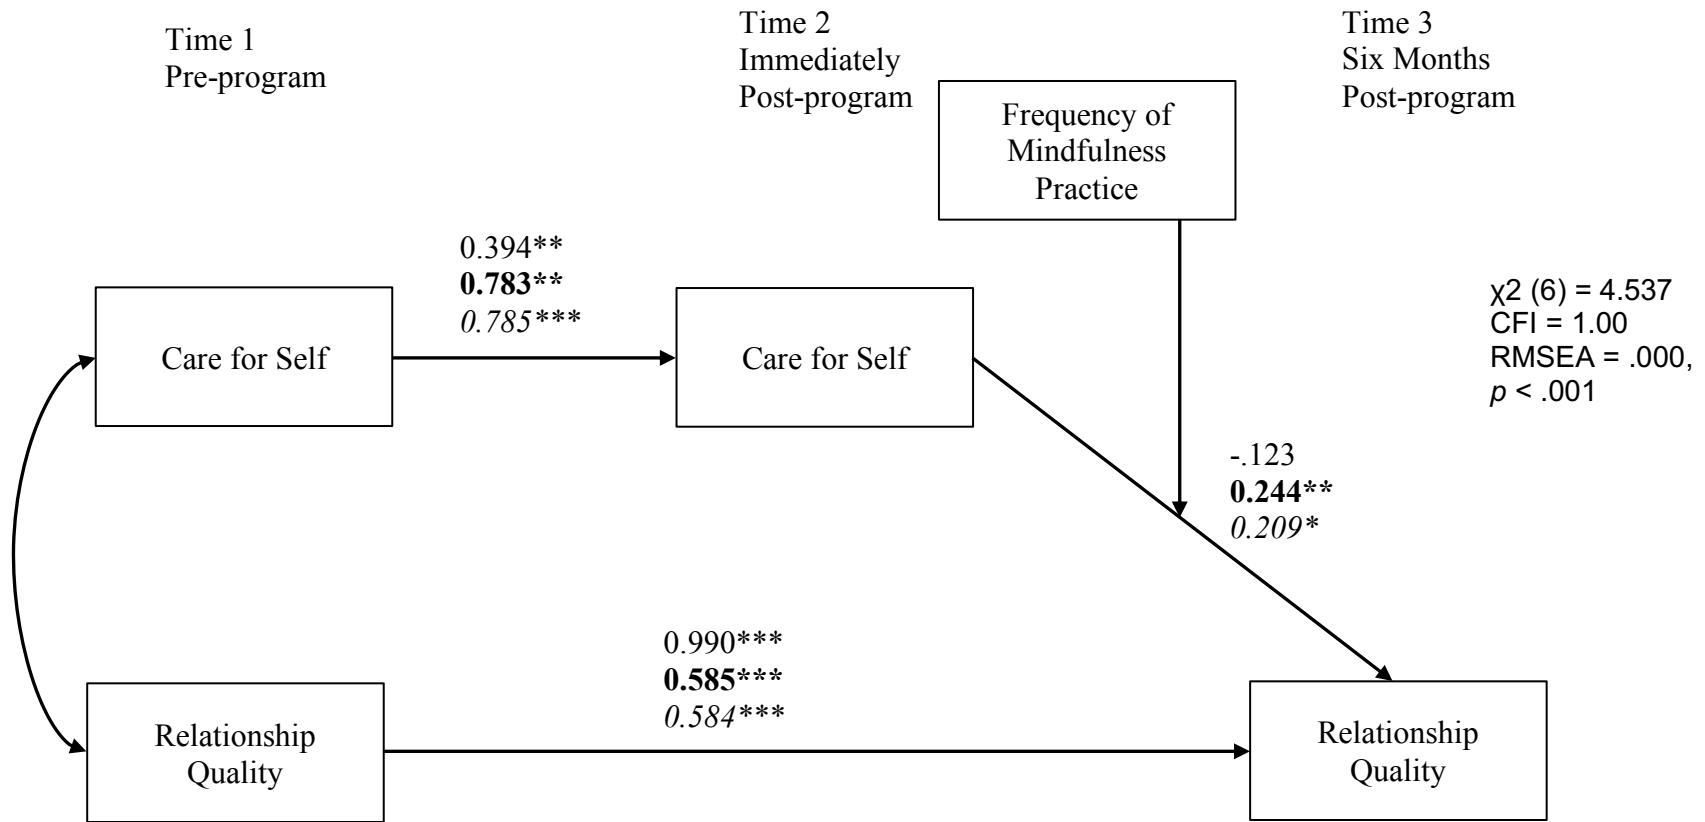 Time 1
Pre-program
Time 2
Immediately
Post-program
Time 3
Six Months
Post-program
Frequency of
Mindfulness
Practice
0.394**
0.783**
0.785***
Care for Self
Care for Self
χ2 (6) = 4.537
CFI = 1.00
RMSEA = .000,
p < .001
-.123
0.244**
0.209*
0.990***
0.585***
0.584***
Relationship
Quality
Relationship
Quality